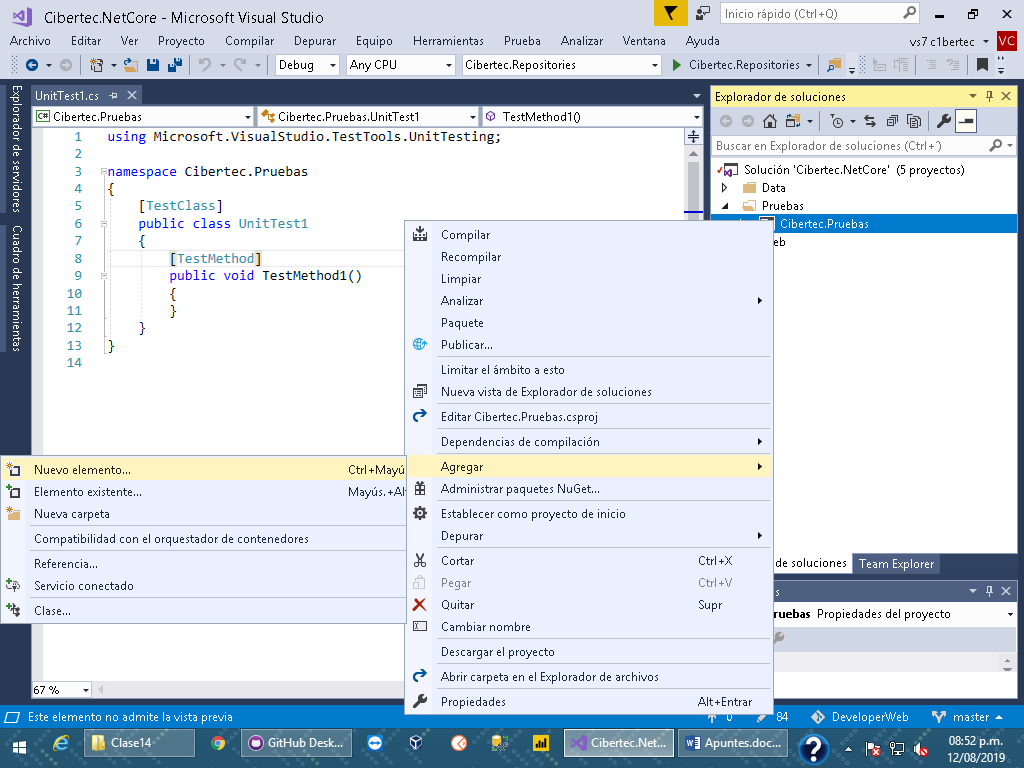 Cibertec.NetCore - Microsoft Visual Studio
Inicio rápido (Ctrl+Q)
Archivo Editar Ver Proyecto Compilar Depurar Equipo Herramientas Prueba Analizar Ventana Ayuda
vs7 c1bertec VC
Debug Any CPU Cibertec.Repositories Cibertec.Repositories
Explorador de servidores
Cuadro de herramientas
UnitTest1.cs
C# Cibertec.Pruebas Cibertec.Pruebas.UnitTest1 TestMethod1()
1 using Microsoft.VisualStudio.TestTools.UnitTesting;
2
3 namespace Cibertec.Pruebas
4 {
5 [TestClass]
6 public class UnitTest1
7 {
8 [TestMethod]
9 public void TestMethod1()
10 {
11 }
12 }
13 }
14
67 %
Explorador de soluciones
Buscar en Explorador de soluciones (Ctrl+´)
Solución 'Cibertec.NetCore' (5 proyectos)
Data
Pruebas
Cibertec.Pruebas
eb
de soluciones Team Explorer
s
ruebas Propiedades del proyecto
Compilar
Recompilar
Limpiar
Analizar
Paquete
Publicar...
Limitar el ámbito a esto
Nueva vista de Explorador de soluciones
Editar Cibertec.Pruebas.csproj
Dependencias de compilación
Agregar
Administrar paquetes NuGet...
Establecer como proyecto de inicio
Depurar
Cortar Ctrl+X
Pegar Ctrl+V
Quitar Supr
Cambiar nombre
Descargar el proyecto
Abrir carpeta en el Explorador de archivos
Propiedades Alt+Entrar
Nuevo elemento... Ctrl+Mayú
Elemento existente... Mayús.+Al
Nueva carpeta
Compatibilidad con el orquestador de contenedores
Referencia...
Servicio conectado
Clase...
Este elemento no admite la vista previa
0 84 DeveloperWeb master
Clase14
GitHub Desk...
Cibertec.Net...
Apuntes.doc...
08:52 p.m.
12/08/2019